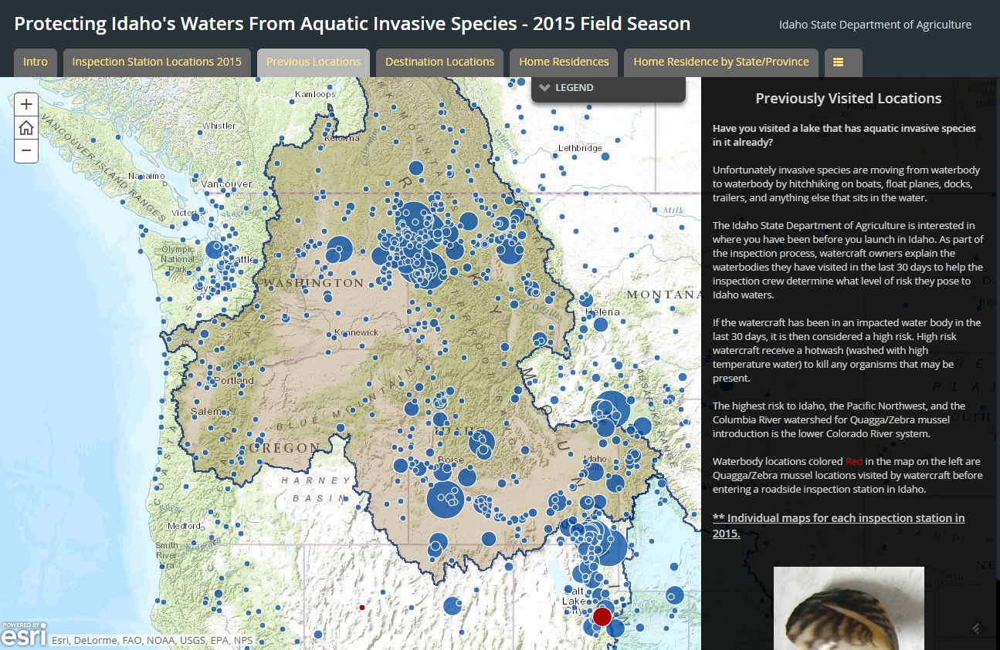 Protecting Idaho's Waters From Aquatic Invasive Species - 2015 Field Season
Idaho State Department of Agriculture
Intro
Inspection Station Locations 2015
Previous Locations
Destination Locations
Home Residences
Home Residence by State/Province
LEGEND
+
−
Kamloops
Whistler
Kelowna
VANCOUVER ISLAND RANGES
Nanaimo
Vancouver
Lethbridge
Oldman
Milk
Olympic
National
Park
WASHINGTON
MONTANA
Helena
Kennewick
Portland
Salem
BLUE MOUNTAINS
OREGON
IDAHO
Boise
Idaho
HARNEY
BASIN
Rogue
Medford
Smith
River
Salt
Lake
City
POWERED BY
esri
Esri, DeLorme, FAO, NOAA, USGS, EPA, NPS
Previously Visited Locations
Have you visited a lake that has aquatic invasive species
in it already?
Unfortunately invasive species are moving from waterbody
to waterbody by hitchhiking on boats, float planes, docks,
trailers, and anything else that sits in the water.
The Idaho State Department of Agriculture is interested in
where you have been before you launch in Idaho. As part of
the inspection process, watercraft owners explain the
waterbodies they have visited in the last 30 days to help the
inspection crew determine what level of risk they pose to
Idaho waters.
If the watercraft has been in an impacted water body in the
last 30 days, it is then considered a high risk. High risk
watercraft receive a hotwash (washed with high
temperature water) to kill any organisms that may be
present.
The highest risk to Idaho, the Pacific Northwest, and the
Columbia River watershed for Quagga/Zebra mussel
introduction is the lower Colorado River system.
Waterbody locations colored Red in the map on the left are
Quagga/Zebra mussel locations visited by watercraft before
entering a roadside inspection station in Idaho.
** Individual maps for each inspection station in
2015.